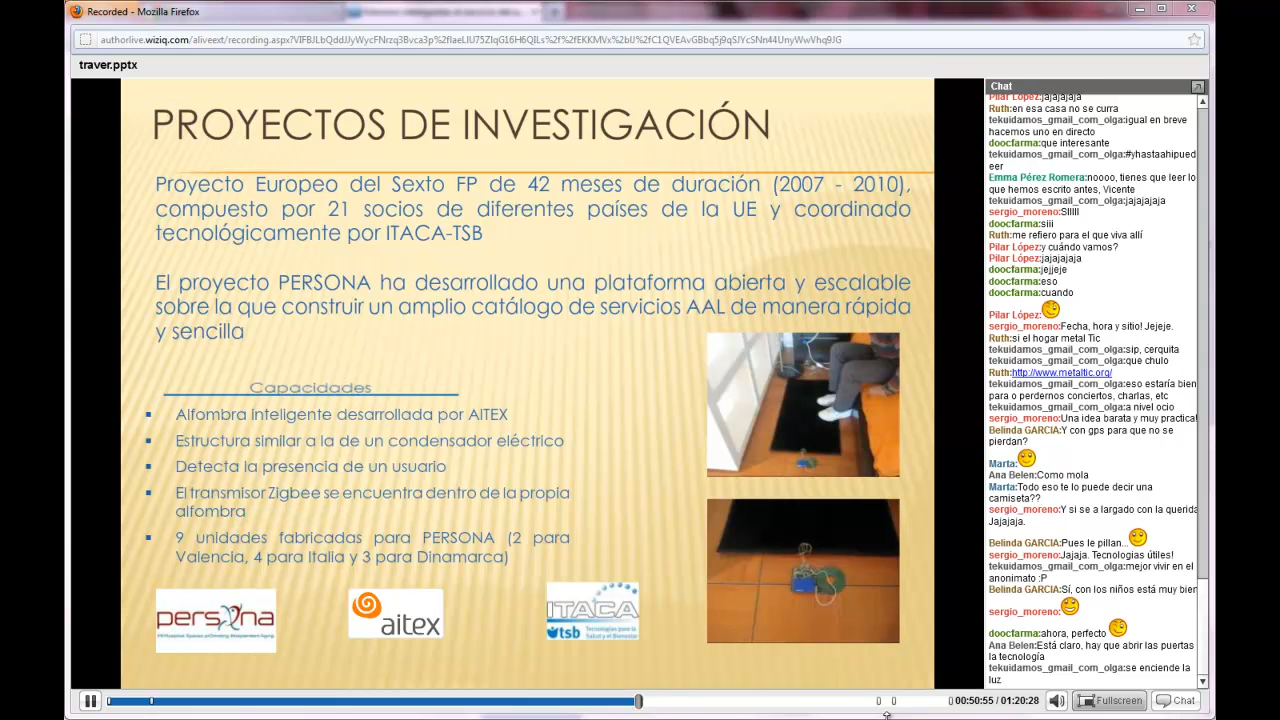 Recorded - Mozilla Firefox
traver.pptx
PROYECTOS DE INVESTIGACIÓN
Proyecto Europeo del Sexto FP de 42 meses de duración (2007 - 2010),
compuesto por 21 socios de diferentes países de la UE y coordinado
tecnológicamente por ITACA-TSB
El proyecto PERSONA ha desarrollado una plataforma abierta y escalable
sobre la que construir un amplio catálogo de servicios AAL de manera rápida
y sencilla
Capacidades
▪ Alfombra inteligente desarrollada por AITEX
▪ Estructura similar a la de un condensador eléctrico
▪ Detecta la presencia de un usuario
▪ El transmisor Zigbee se encuentra dentro de la propia
alfombra
▪ 9 unidades fabricadas para PERSONA (2 para
Valencia, 4 para Italia y 3 para Dinamarca)
persona
aitex
ITACA
tsb Tecnologías para la
Salud y el Bienestar
Chat
Pilar López:jajajajaja
Ruth:en esa casa no se curra
tekuidamos_gmail_com_olga:igual en breve
hacemos uno en directo
doocfarma:que interesante
tekuidamos_gmail_com_olga:#yhastaahipued
eer
Emma Pérez Romera:noooo, tienes que leer lo
que hemos escrito antes, Vicente
tekuidamos_gmail_com_olga:jajajajaja
sergio_moreno:SIIIII
doocfarma:siii
Ruth:me refiero para el que viva allí
Pilar López:y cuándo vamos?
Pilar López:jajajajaja
doocfarma:jejjeje
doocfarma:eso
doocfarma:cuando
Pilar López:
sergio_moreno:Fecha, hora y sitio! Jejeje.
Ruth:si el hogar metal Tic
tekuidamos_gmail_com_olga:sip, cerquita
tekuidamos_gmail_com_olga:que chulo
Ruth:http://www.metaltic.org/
tekuidamos_gmail_com_olga:eso estaría bien
para o perdernos conciertos, charlas, etc
tekuidamos_gmail_com_olga:a nivel ocio
sergio_moreno:Una idea barata y muy practica!
Belinda GARCIA:Y con gps para que no se
pierdan?
Marta:
Ana Belen:Como mola
Marta:Todo eso te lo puede decir una
camiseta??
sergio_moreno:Y si se a largado con la querida
Jajajaja.
Belinda GARCIA:Pues le pillan...
sergio_moreno:Jajaja. Tecnologias útiles!
tekuidamos_gmail_com_olga:mejor vivir en el
anonimato :P
Belinda GARCIA:Sí, con los niños está muy bien
sergio_moreno:
doocfarma:ahora, perfecto
Ana Belen:Está claro, hay que abrir las puertas
la tecnología
tekuidamos_gmail_com_olga:se enciende la
luz
00:50:55 / 01:20:28
Fullscreen
Chat